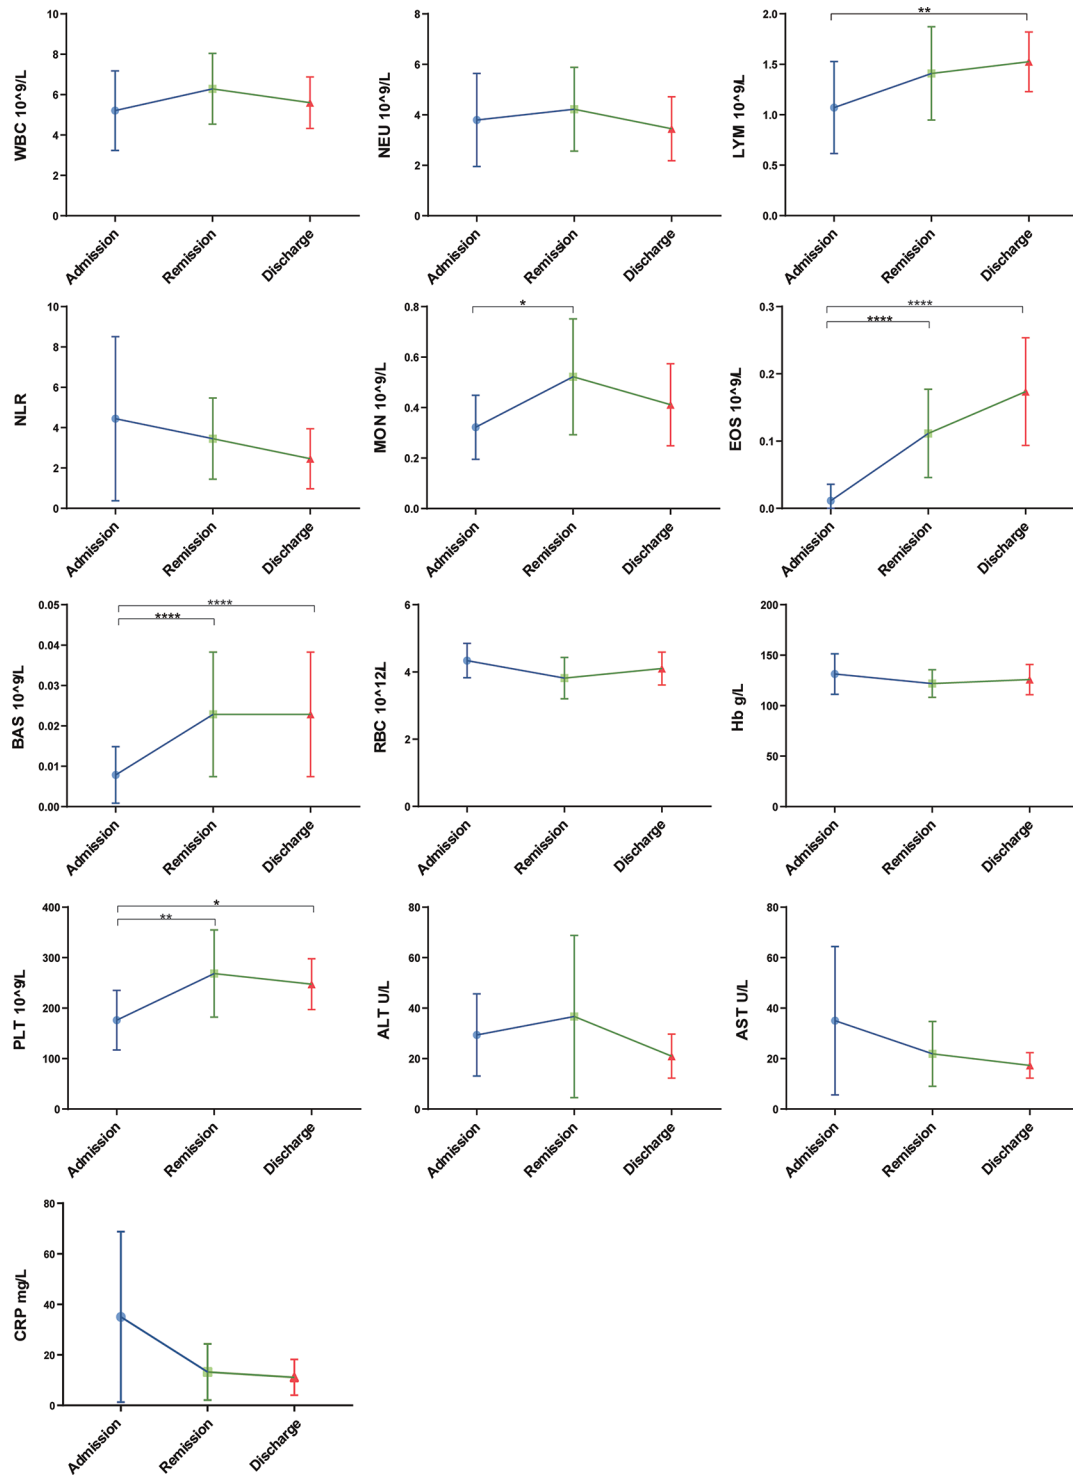 WBC 10^9/L
10
8
6
4
2
0
Admission
Remission
Discharge
NEU 10^9/L
8
6
4
2
0
Admission
Remission
Discharge
LYM 10^9/L
2.0
1.5
1.0
0.5
0.0
**
Admission
Remission
Discharge
NLR
10
8
6
4
2
0
Admission
Remission
Discharge
MON 10^9/L
0.8
0.6
0.4
0.2
0.0
*
Admission
Remission
Discharge
EOS 10^9/L
0.3
0.2
0.1
0.0
****
****
Admission
Remission
Discharge
BAS 10^9/L
0.05
0.04
0.03
0.02
0.01
0.00
****
****
Admission
Remission
Discharge
RBC 10^12/L
6
4
2
0
Admission
Remission
Discharge
Hb g/L
200
150
100
50
0
Admission
Remission
Discharge
PLT 10^9/L
400
300
200
100
0
*
**
Admission
Remission
Discharge
ALT U/L
80
60
40
20
0
Admission
Remission
Discharge
AST U/L
80
60
40
20
0
Admission
Remission
Discharge
CRP mg/L
80
60
40
20
0
Admission
Remission
Discharge